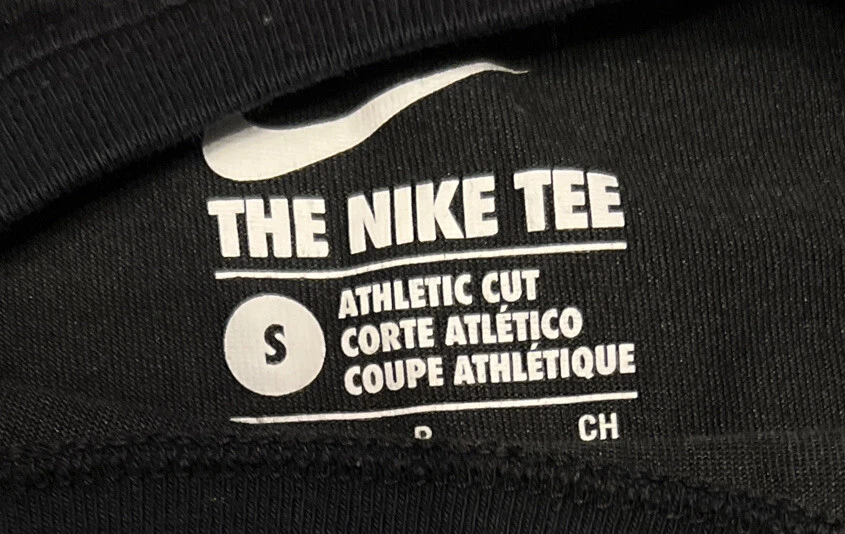 THE NIKE TEE
S
ATHLETIC CUT
CORTE ATLÉTICO
COUPE ATHLÉTIQUE
CH